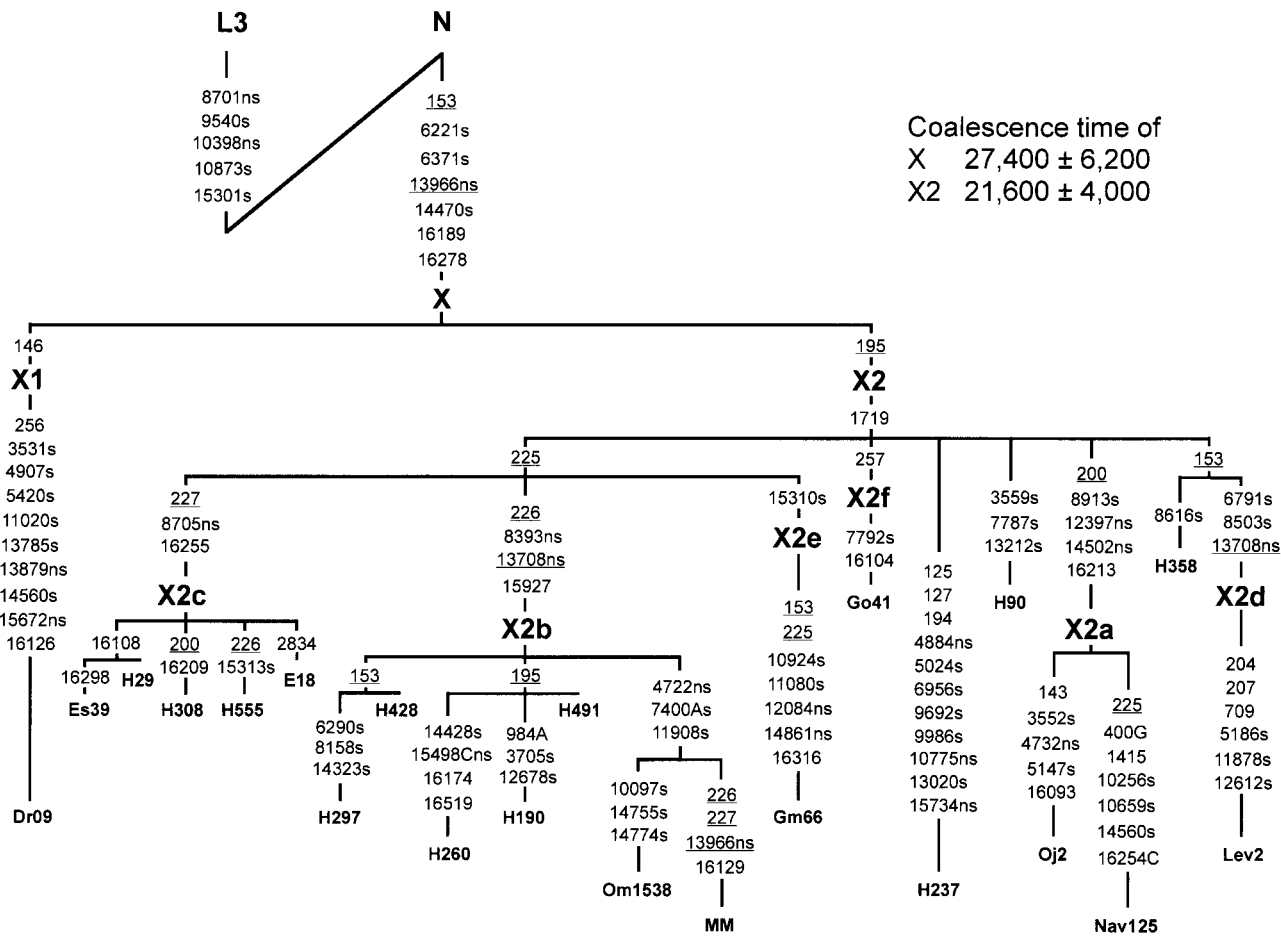 L3
N
8701ns
9540s
10398ns
10873s
15301s
153
6221s
6371s
13966ns
14470s
16189
16278
Coalescence time of
X 27,400 ± 6,200
X2 21,600 ± 4,000
X
146
X1
256
3531s
4907s
5420s
11020s
13785s
13879ns
14560s
15672ns
16126
Dr09
195
X2
1719
225
227
8705ns
16255
X2c
16108
16298
Es39
H29
200
16209
H308
226
15313s
H555
2834
E18
226
8393ns
13708ns
15927
X2b
153
6290s
8158s
14323s
H297
H428
195
14428s
15498Cns
16174
16519
H260
984A
3705s
12678s
H190
H491
4722ns
7400As
11908s
10097s
14755s
14774s
Om1538
226
227
13966ns
16129
MM
15310s
X2e
153
225
10924s
11080s
12084ns
14861ns
16316
Gm66
257
X2f
7792s
16104
Go41
125
127
194
4884ns
5024s
6956s
9692s
9986s
10775ns
13020s
15734ns
H237
3559s
7787s
13212s
H90
200
8913s
12397ns
14502ns
16213
X2a
143
3552s
4732ns
5147s
16093
Oj2
225
400G
1415
10256s
10659s
14560s
16254C
Nav125
153
8616s
H358
6791s
8503s
13708ns
X2d
204
207
709
5186s
11878s
12612s
Lev2